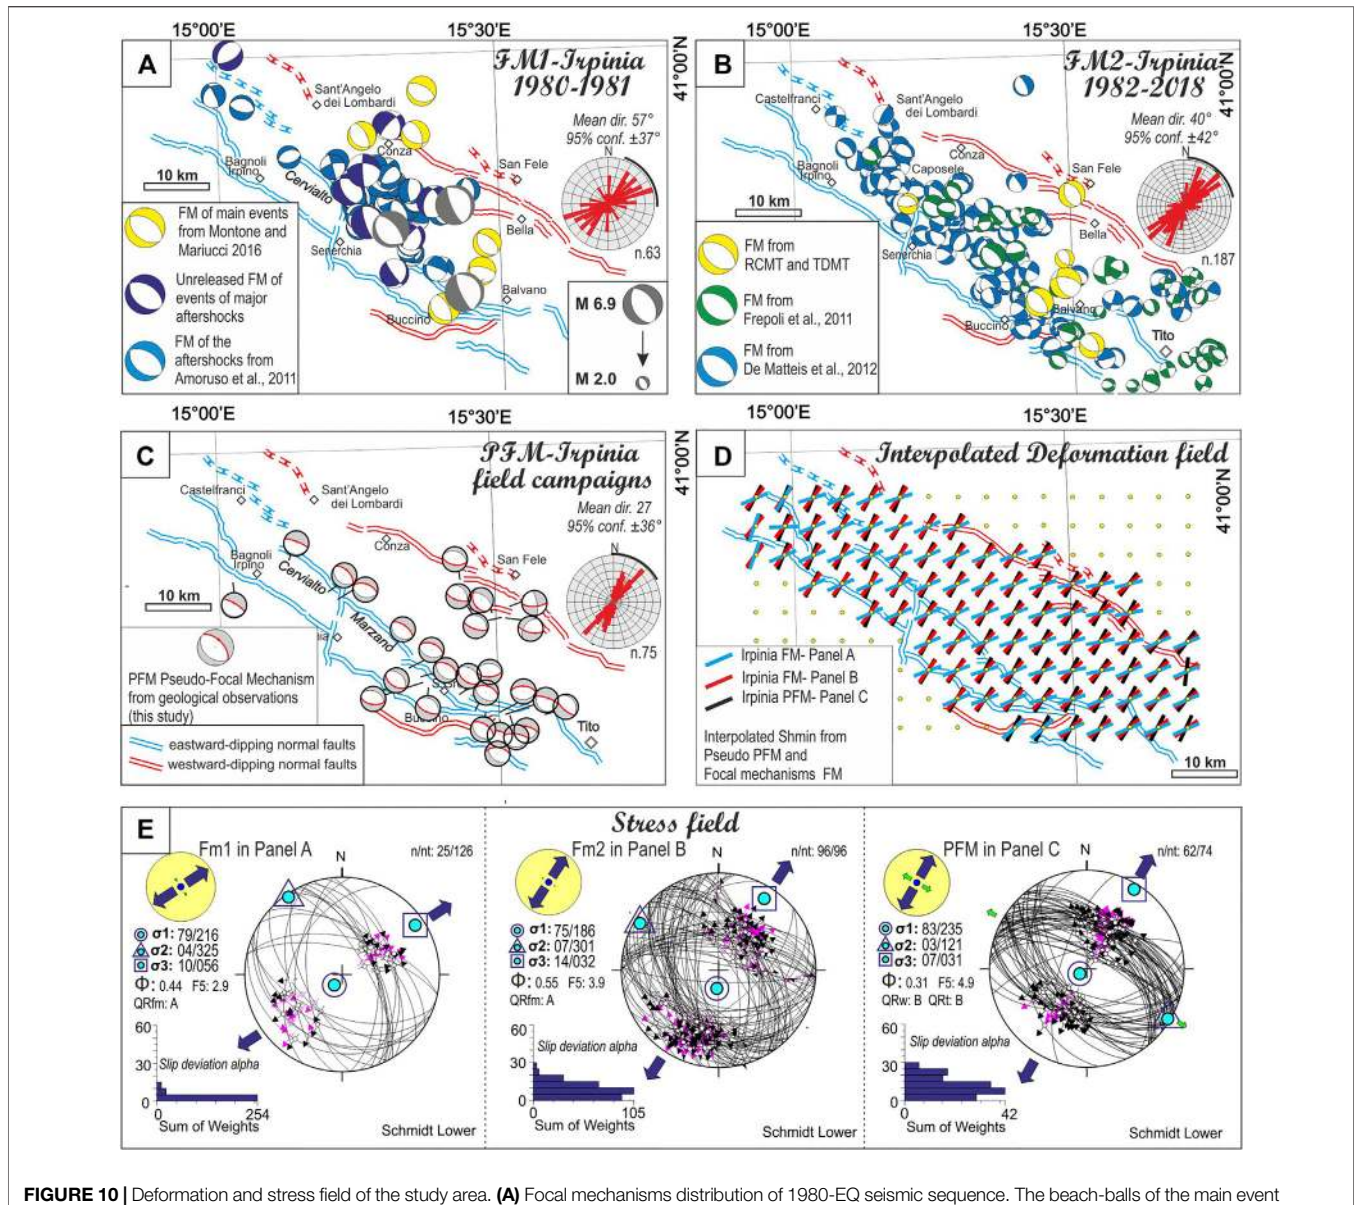 15°00'E
15°30'E
A
FM1-Irpinia
1980-1981
41°00'N
Sant'Angelo
dei Lombardi
Mean dir. 57°
95% conf. ±37°
N
Conza
San Fele
Bagnoli
Irpino
Cervialto
10 km
FM of main events
from Montone and
Mariucci 2016
Senerchia
Bella
n.63
Unreleased FM of
events of major
aftershocks
Balvano
M 6.9
Buccino
FM of the
aftershocks from
Amoruso et al., 2011
M 2.0
15°00'E
15°30'E
B
FM2-Irpinia
1982-2018
41°00'N
Castelfranci
Sant'Angelo
dei Lombardi
Mean dir. 40°
95% conf. ±42°
N
Conza
San Fele
Bagnoli
Irpino
Caposele
10 km
Bella
Senerchia
n.187
FM from
RCMT and TDMT
FM from
Frepoli et al., 2011
Balvano
Buccino
Tito
FM from
De Matteis et al., 2012
15°00'E
15°30'E
C
PFM-Irpinia
field campaigns
41°00'N
Castelfranci
Sant'Angelo
dei Lombardi
Mean dir. 27
95% conf. ±36°
N
Conza
San Fele
Bagnoli
Irpino
Cervialto
10 km
Marzano
n.75
PFM Pseudo-Focal Mechanism
from geological observations
(this study)
Tito
eastward-dipping normal faults
westward-dipping normal faults
15°00'E
15°30'E
D
Interpolated Deformation field
41°00'N
Irpinia FM- Panel A
Irpinia FM- Panel B
Irpinia PFM- Panel C
Interpolated Shmin from
Pseudo PFM and
Focal mechanisms FM
10 km
E
Stress field
Fm1 in Panel A
N
n/nt: 25/126
σ1: 79/216
σ2: 04/325
σ3: 10/056
Φ: 0.44 F5: 2.9
QRfm: A
60
30
0
Slip deviation alpha
0
254
Sum of Weights
Schmidt Lower
Fm2 in Panel B
N
n/nt: 96/96
σ1: 75/186
σ2: 07/301
σ3: 14/032
Φ: 0.55 F5: 3.9
QRfm: A
60
30
0
Slip deviation alpha
0
105
Sum of Weights
Schmidt Lower
PFM in Panel C
N
n/nt: 62/74
σ1: 83/235
σ2: 03/121
σ3: 07/031
Φ: 0.31 F5: 4.9
QRw: B QRt: B
60
30
0
Slip deviation alpha
0
42
Sum of Weights
Schmidt Lower
FIGURE 10 | Deformation and stress field of the study area. (A) Focal mechanisms distribution of 1980-EQ seismic sequence. The beach-balls of the main event